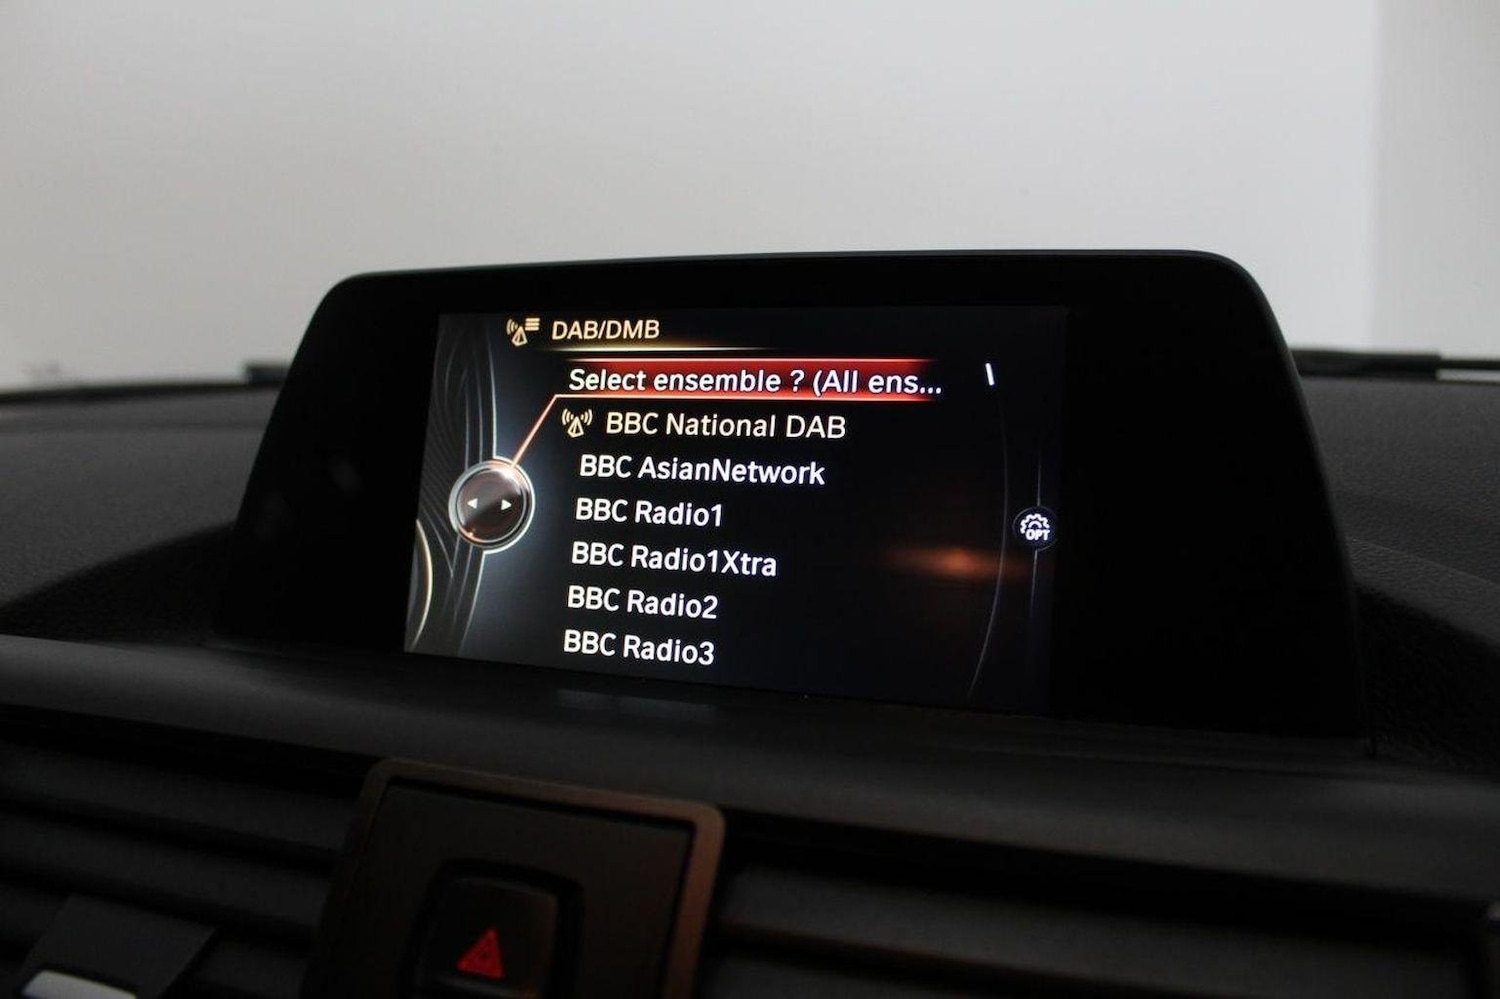 DAB/DMB
Select ensemble ? (All ens...
BBC National DAB
BBC AsianNetwork
BBC Radio1
BBC Radio1Xtra
BBC Radio2
BBC Radio3
OPT